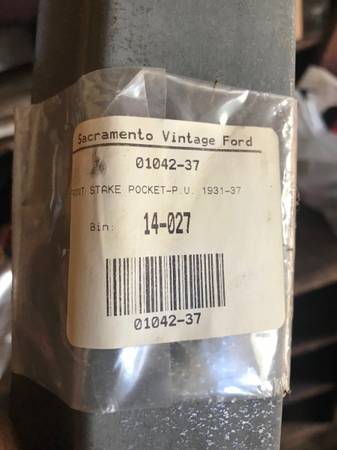 Sacramento Vintage Ford
01042-37
STAKE POCKET-P.U. 1931-37
Bin: 14-027
01042-37